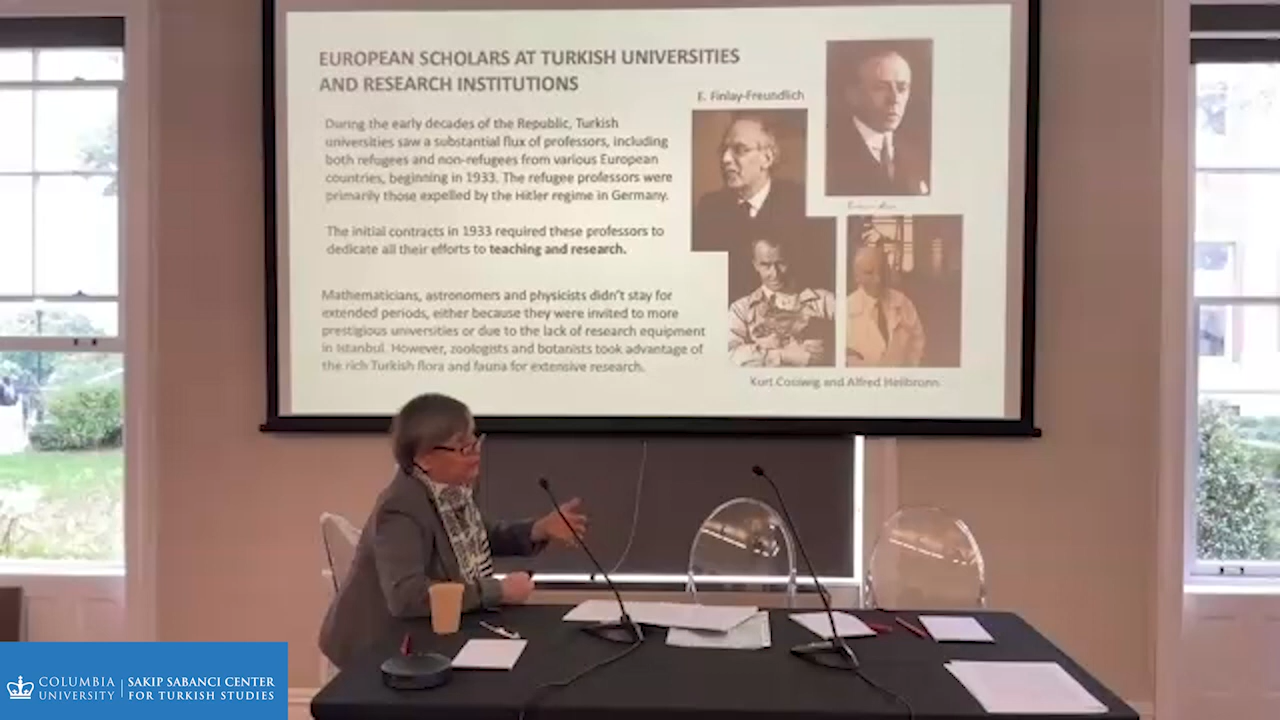 EUROPEAN SCHOLARS AT TURKISH UNIVERSITIES
AND RESEARCH INSTITUTIONS
E. Finlay-Freundlich
During the early decades of the Republic, Turkish
universities saw a substantial flux of professors, including
both refugees and non-refugees from various European
countries, beginning in 1933. The refugee professors were
primarily those expelled by the Hitler regime in Germany.
The initial contracts in 1933 required these professors to
dedicate all their efforts to teaching and research.
Mathematicians, astronomers and physicists didn't stay for
extended periods, either because they were invited to more
prestigious universities or due to the lack of research equipment
in Istanbul. However, zoologists and botanists took advantage of
the rich Turkish flora and fauna for extensive research.
Kurt Cosswig and Alfred Heilbronn
COLUMBIA
UNIVERSITY
SAKIP SABANCI CENTER
FOR TURKISH STUDIES